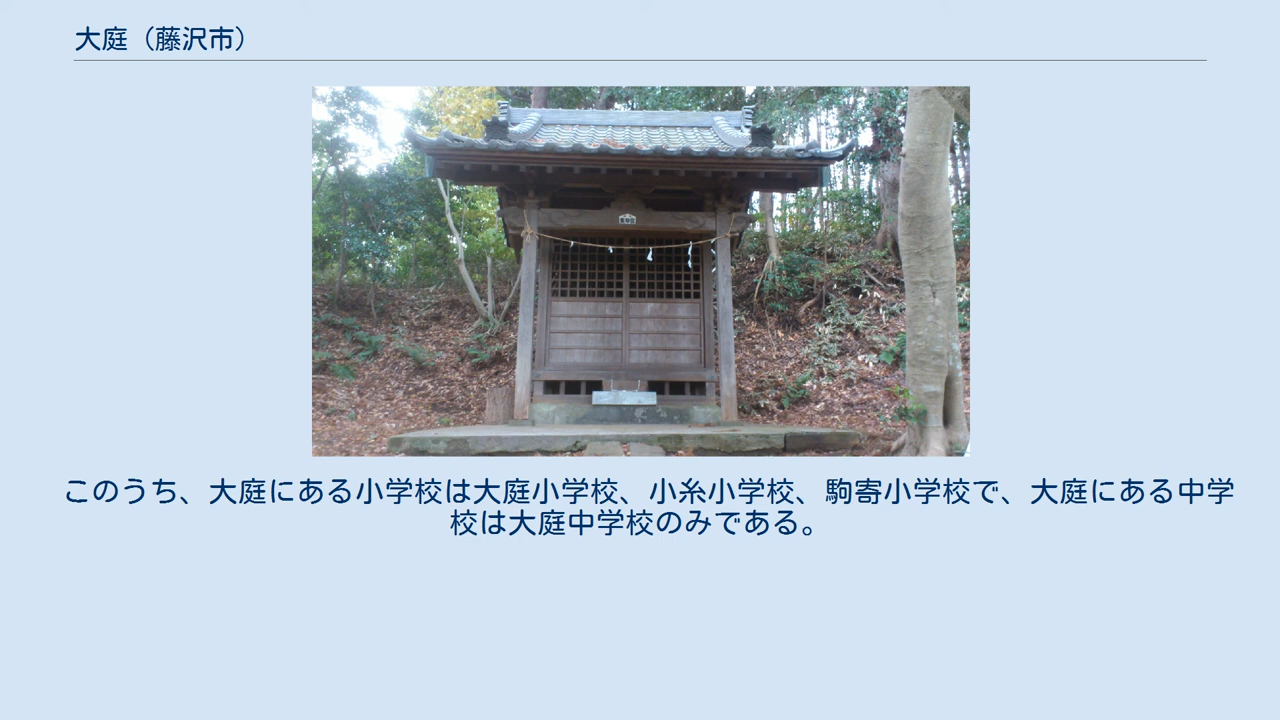 大庭（藤沢市）
このうち、大庭にある小学校は大庭小学校、小糸小学校、駒寄小学校で、大庭にある中学
校は大庭中学校のみである。